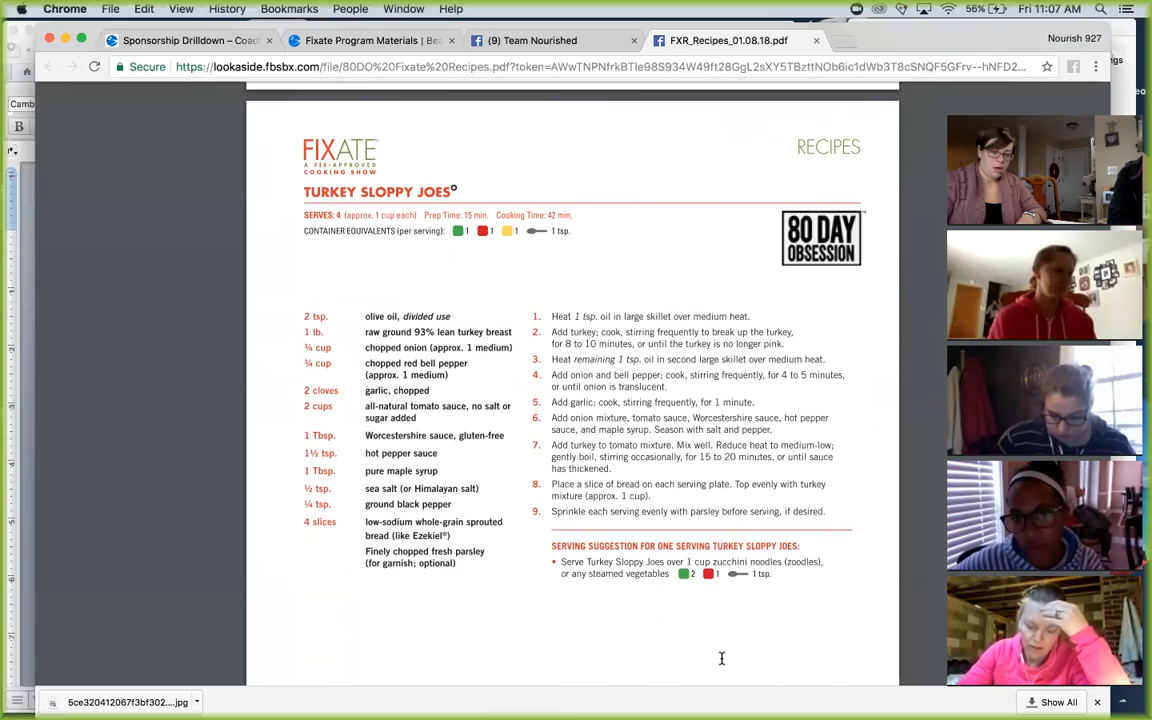 Chrome File Edit View History Bookmarks People Window Help 56% Fri 11:07 AM
Sponsorship Drilldown – Coac
Fixate Program Materials | Bea
(9) Team Nourished
FXR_Recipes_01.08.18.pdf
Nourish 927
Secure
https://lookaside.fbsbx.com/file/80DO%20Fixate%20Recipes.pdf?token=
Camb
B
FIXATE
A FIX-APPROVED
COOKING SHOW
RECIPES
TURKEY SLOPPY JOES
SERVES: 4 (approx. 1 cup each) Prep Time: 15 min. Cooking Time: 42 min.
CONTAINER EQUIVALENTS (per serving): 1 1 1 1 tsp.
80 DAY
OBSESSION
2 tsp. olive oil, divided use
1 lb. raw ground 93% lean turkey breast
¾ cup chopped onion (approx. 1 medium)
¾ cup chopped red bell pepper
(approx. 1 medium)
2 cloves garlic, chopped
2 cups all-natural tomato sauce, no salt or
sugar added
1 Tbsp. Worcestershire sauce, gluten-free
1½ tsp. hot pepper sauce
1 Tbsp. pure maple syrup
½ tsp. sea salt (or Himalayan salt)
¼ tsp. ground black pepper
4 slices low-sodium whole-grain sprouted
bread (like Ezekiel®)
Finely chopped fresh parsley
(for garnish; optional)
1. Heat 1 tsp. oil in large skillet over medium heat.
2. Add turkey; cook, stirring frequently to break up the turkey,
for 8 to 10 minutes, or until the turkey is no longer pink.
3. Heat remaining 1 tsp. oil in second large skillet over medium heat.
4. Add onion and bell pepper; cook, stirring frequently, for 4 to 5 minutes,
or until onion is translucent.
5. Add garlic; cook, stirring frequently, for 1 minute.
6. Add onion mixture, tomato sauce, Worcestershire sauce, hot pepper
sauce, and maple syrup. Season with salt and pepper.
7. Add turkey to tomato mixture. Mix well. Reduce heat to medium-low;
gently boil, stirring occasionally, for 15 to 20 minutes, or until sauce
has thickened.
8. Place a slice of bread on each serving plate. Top evenly with turkey
mixture (approx. 1 cup).
9. Sprinkle each serving evenly with parsley before serving, if desired.
SERVING SUGGESTION FOR ONE SERVING TURKEY SLOPPY JOES:
• Serve Turkey Sloppy Joes over 1 cup zucchini noodles (zoodles),
or any steamed vegetables 2 1 1 tsp.
5ce320412067f3bf302....jpg
Show All